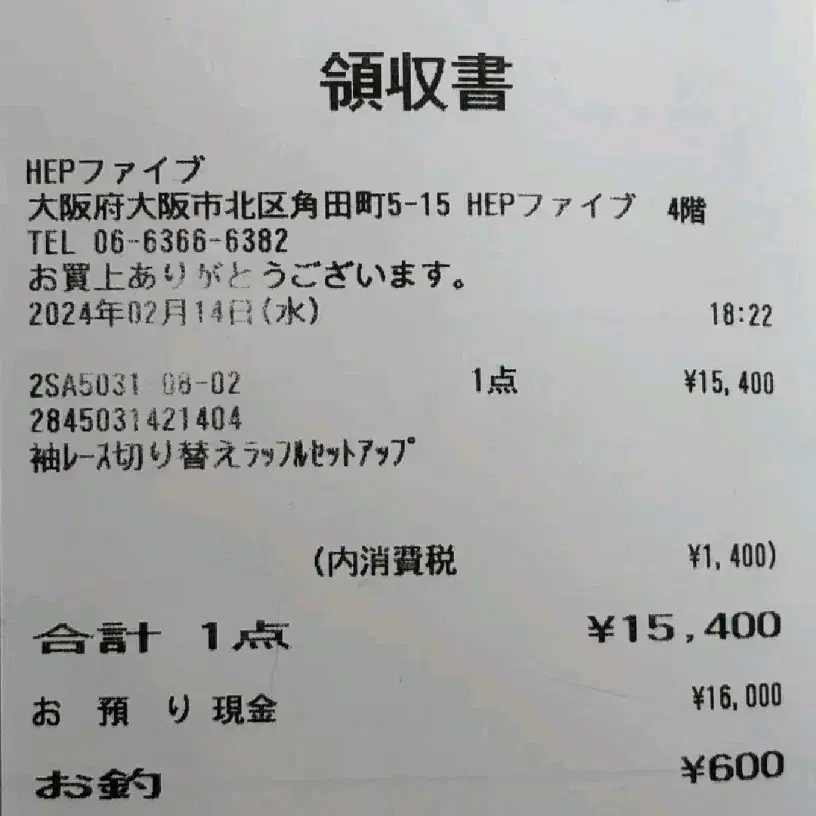 領収書
HEPファイブ
大阪府大阪市北区角田町5-15 HEPファイブ 4階
TEL 06-6366-6382
お買上ありがとうございます。
2024年02月14日(水) 18:22
2SA5031 08-02 1点 ¥15,400
2845031421404
袖ﾚｰｽ切り替えﾗｯﾌﾙｾｯﾄｱｯﾌﾟ
(内消費税 ¥1,400)
合計 1点 ¥15,400
お 預 り 現金 ¥16,000
お釣 ¥600